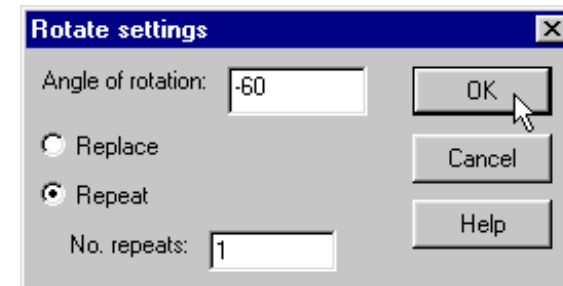 Rotate settings
Angle of rotation: -60
OK
Replace
Cancel
Repeat
Help
No. repeats: 1